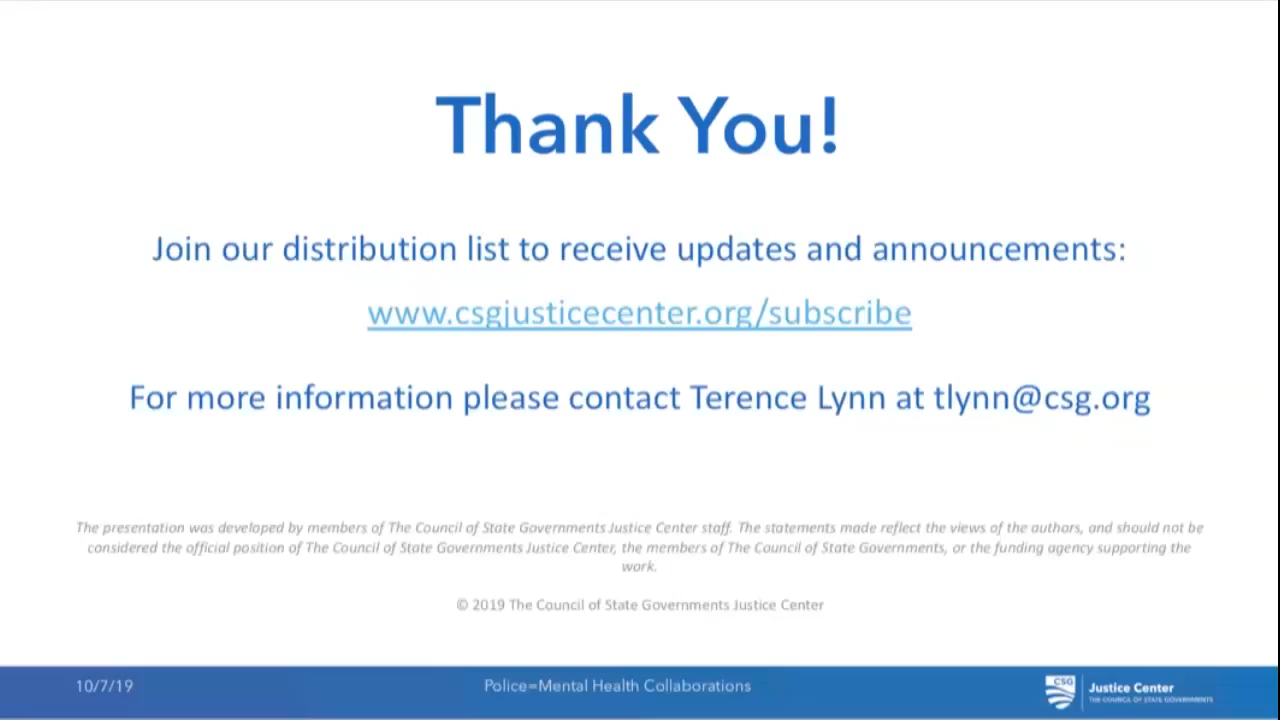 Thank You!
Join our distribution list to receive updates and announcements:
www.csgjusticecenter.org/subscribe
For more information please contact Terence Lynn at tlynn@csg.org
The presentation was developed by members of The Council of State Governments Justice Center staff. The statements made reflect the views of the authors, and should not be
considered the official position of The Council of State Governments Justice Center, the members of The Council of State Governments, or the funding agency supporting the
work.
© 2019 The Council of State Governments Justice Center
10/7/19
Police=Mental Health Collaborations
CSG
Justice Center
THE COUNCIL OF STATE GOVERNMENTS